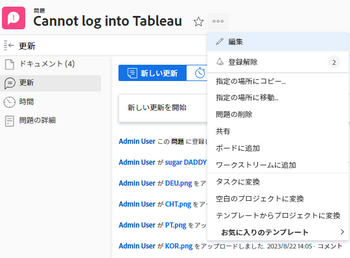 問題
Cannot log into Tableau
更新
ドキュメント (4)
更新
時間
問題の詳細
新しい更新
新しい更新を開始
Admin User この 問題 に登録し
Admin User が sugar DADDY
Admin User が DEU.png をア
Admin User が CHT.png をアッ
Admin User が PT.png をアッ
Admin User が KOR.png をアップロードしました. 2023/8/22 14:05 · コメント
編集
登録解除 2
指定の場所にコピー...
指定の場所に移動...
問題の削除
共有
ボードに追加
ワークストリームに追加
タスクに変換
空白のプロジェクトに変換
テンプレートからプロジェクトに変換
お気に入りのテンプレート